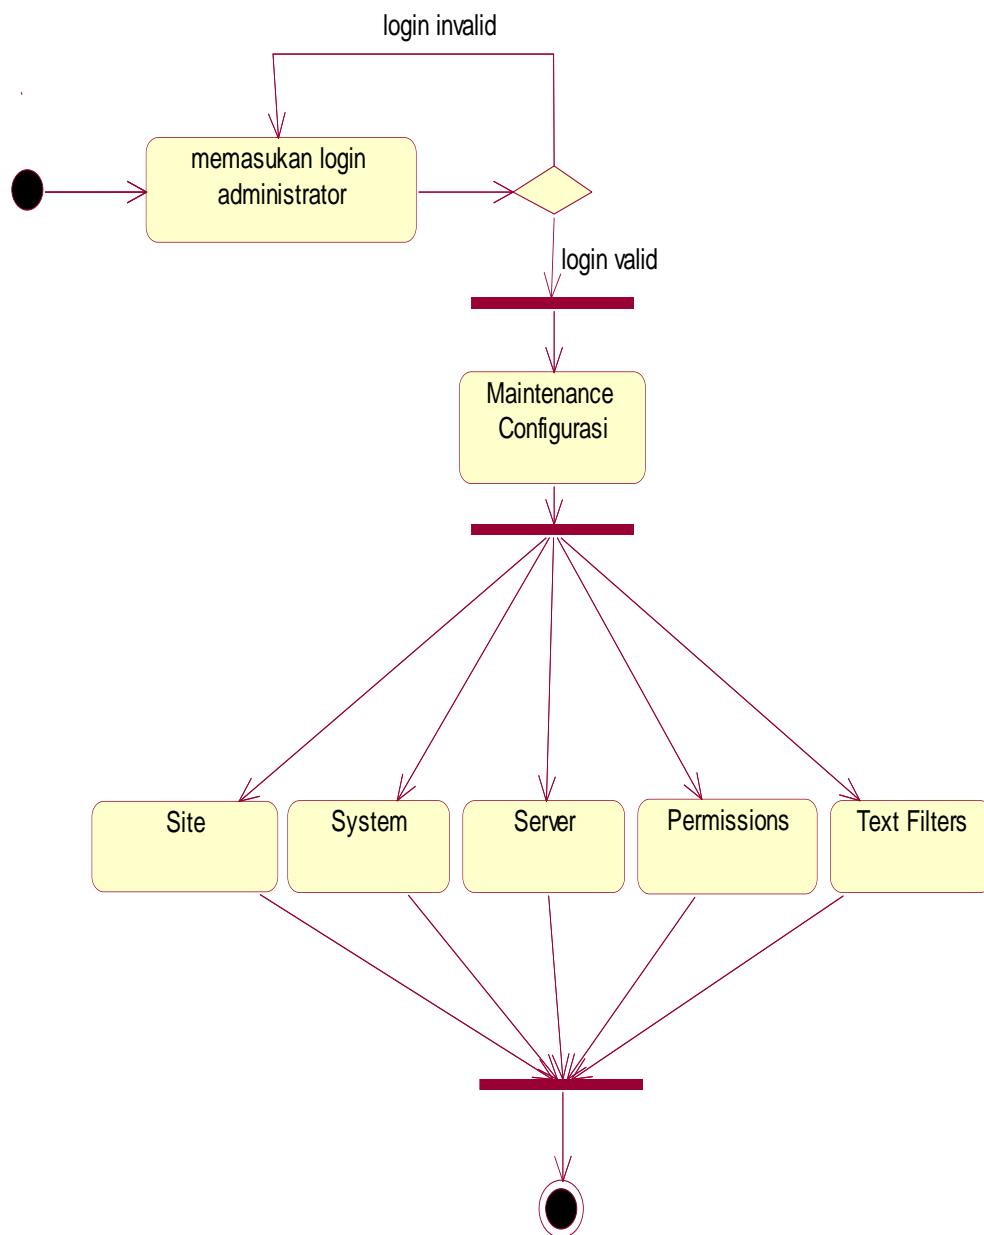 login invalid
memasukan login
administrator
login valid
Maintenance
Configurasi
Site
System
Server
Permissions
Text Filters